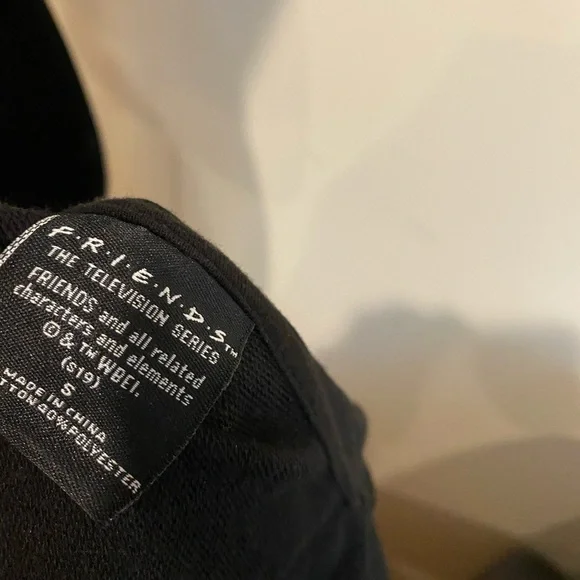 F·R·I·E·N·D·S™
THE TELEVISION SERIES
FRIENDS and all related
characters and elements
© & ™ WBEI.
(s19)
S
MADE IN CHINA
40% POLYESTER